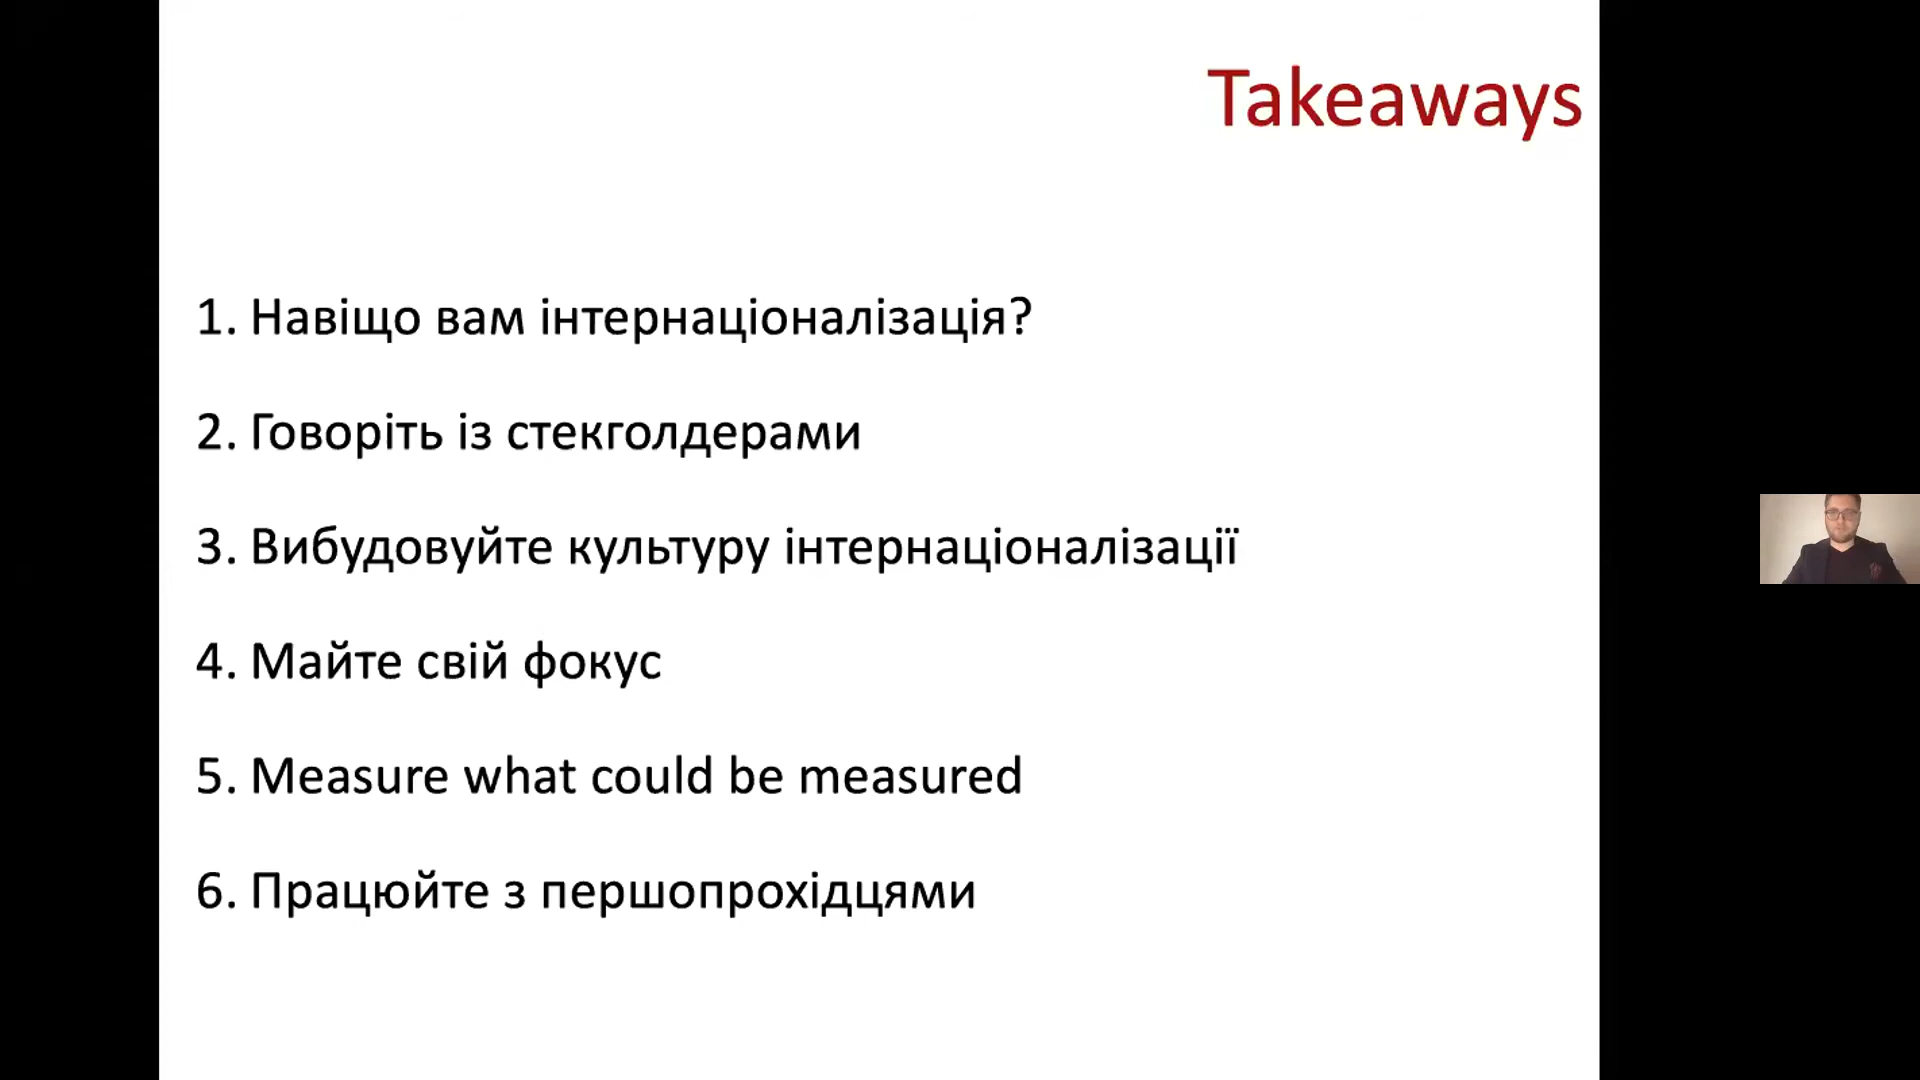 Takeaways
1. Навіщо вам інтернаціоналізація?
2. Говоріть із стекголдерами
3. Вибудовуйте культуру інтернаціоналізації
4. Майте свій фокус
5. Measure what could be measured
6. Працюйте з першопрохідцями